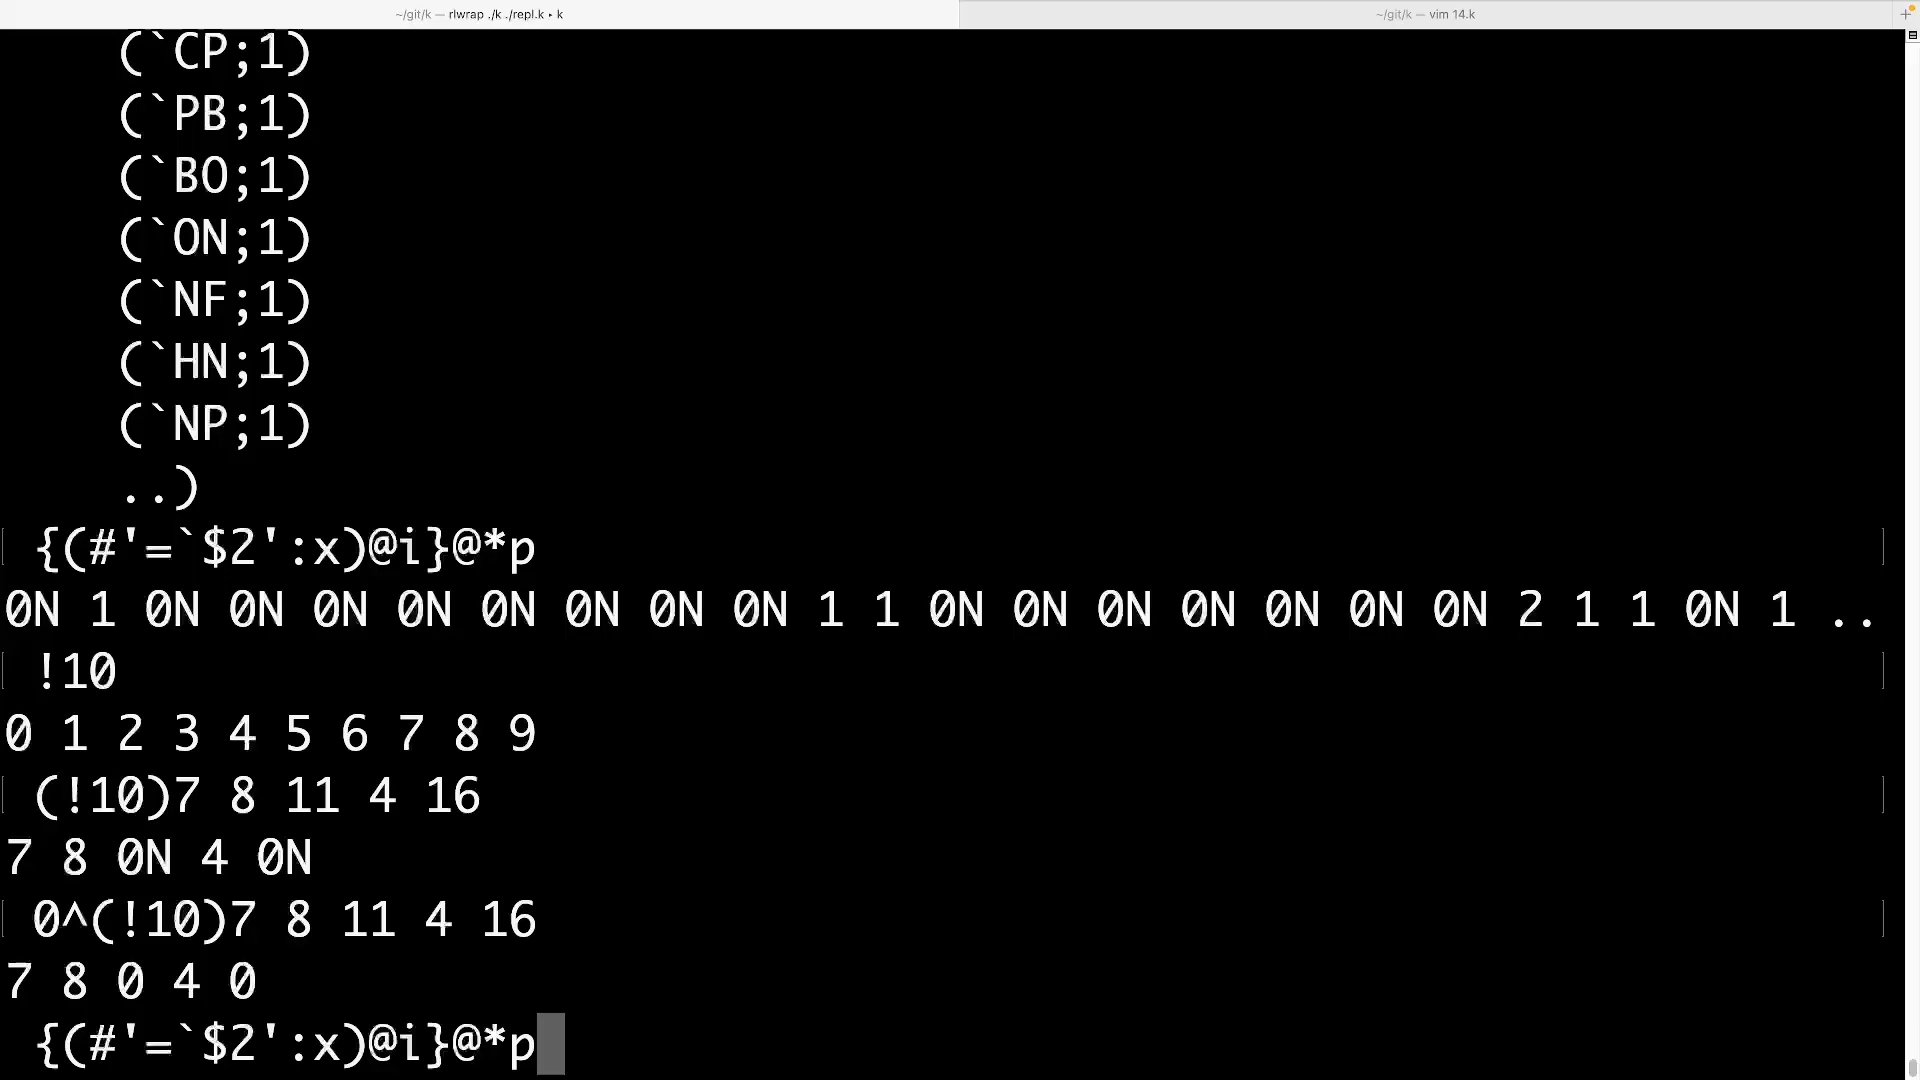 ~/git/k — rlwrap ./k ./repl.k ‣ k
~/git/k — vim 14.k
+
(`CP;1)
(`PB;1)
(`BO;1)
(`ON;1)
(`NF;1)
(`HN;1)
(`NP;1)
..)
{(#'=`$2':x)@i}@*p
0N 1 0N 0N 0N 0N 0N 0N 0N 0N 1 1 0N 0N 0N 0N 0N 0N 0N 2 1 1 0N 1 ..
!10
0 1 2 3 4 5 6 7 8 9
(!10)7 8 11 4 16
7 8 0N 4 0N
0^(!10)7 8 11 4 16
7 8 0 4 0
{(#'=`$2':x)@i}@*p